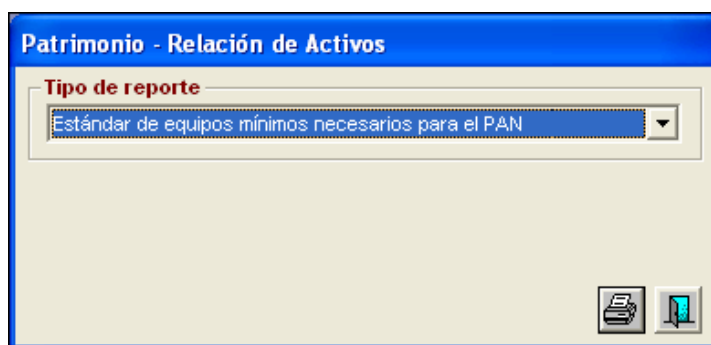 Patrimonio - Relación de Activos
Tipo de reporte
Estándar de equipos mínimos necesarios para el PAN